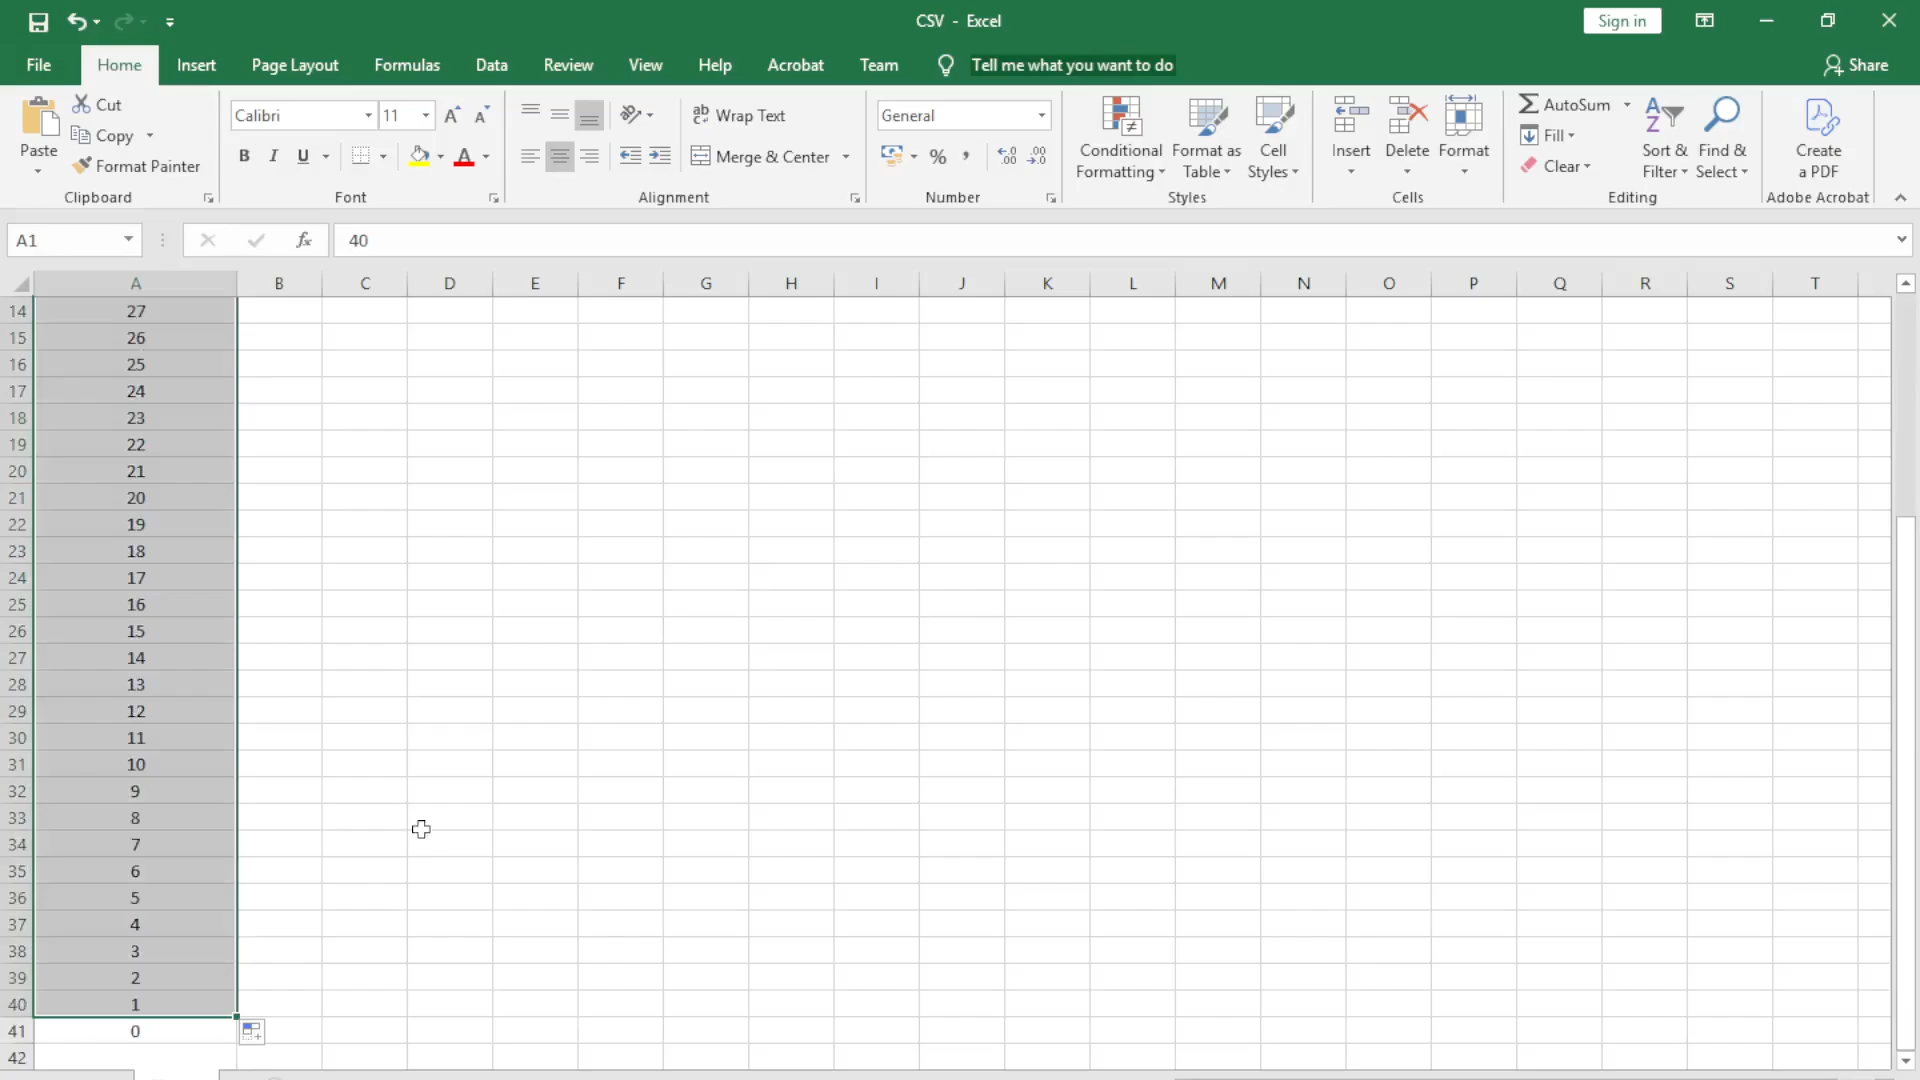 CSV - Excel
Sign in
File Home Insert Page Layout Formulas Data Review View Help Acrobat Team Tell me what you want to do Share
Paste
Cut
Copy
Format Painter
Clipboard
Calibri 11
B I U
Font
Wrap Text
Merge & Center
Alignment
General
%
Number
Conditional Formatting
Format as Table
Cell Styles
Styles
Insert
Delete
Format
Cells
AutoSum
Fill
Clear
Sort & Filter
Find & Select
Editing
Create a PDF
Adobe Acrobat
A1 fx 40
A B C D E F G H I J K L M N O P Q R S T
14 27
15 26
16 25
17 24
18 23
19 22
20 21
21 20
22 19
23 18
24 17
25 16
26 15
27 14
28 13
29 12
30 11
31 10
32 9
33 8
34 7
35 6
36 5
37 4
38 3
39 2
40 1
41 0
42